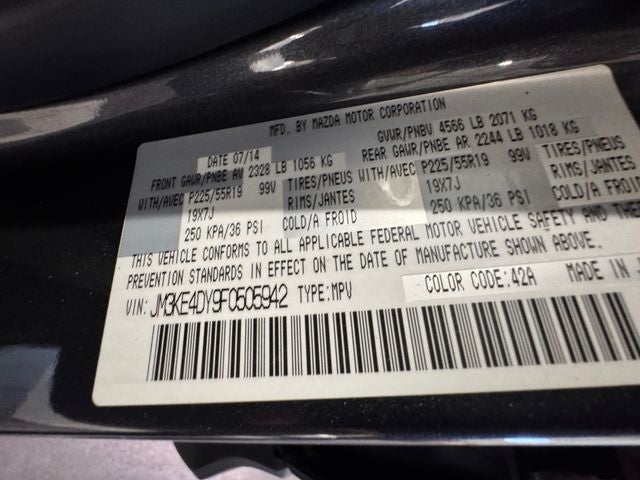 MFD. BY MAZDA MOTOR CORPORATION
DATE 07/14 GVWR/PNBV 4566 LB 2071 KG
FRONT GAWR/PNBE AV 2328 LB 1056 KG REAR GAWR/PNBE AR 2244 LB 1018 KG
WITH/AVEC P225/55R19 99V TIRES/PNEUS WITH/AVEC P225/55R19 99V TIRES/PNEUS
19X7J RIMS/JANTES 19X7J RIMS/JANTES
250 KPA/36 PSI COLD/A FROID 250 KPA/36 PSI COLD/A FROID
THIS VEHICLE CONFORMS TO ALL APPLICABLE FEDERAL MOTOR VEHICLE SAFETY AND THE
PREVENTION STANDARDS IN EFFECT ON THE DATE OF MANUFACTURE SHOWN ABOVE.
COLOR CODE:42A MADE IN
VIN: JM3KE4DY9F0505942 TYPE:MPV